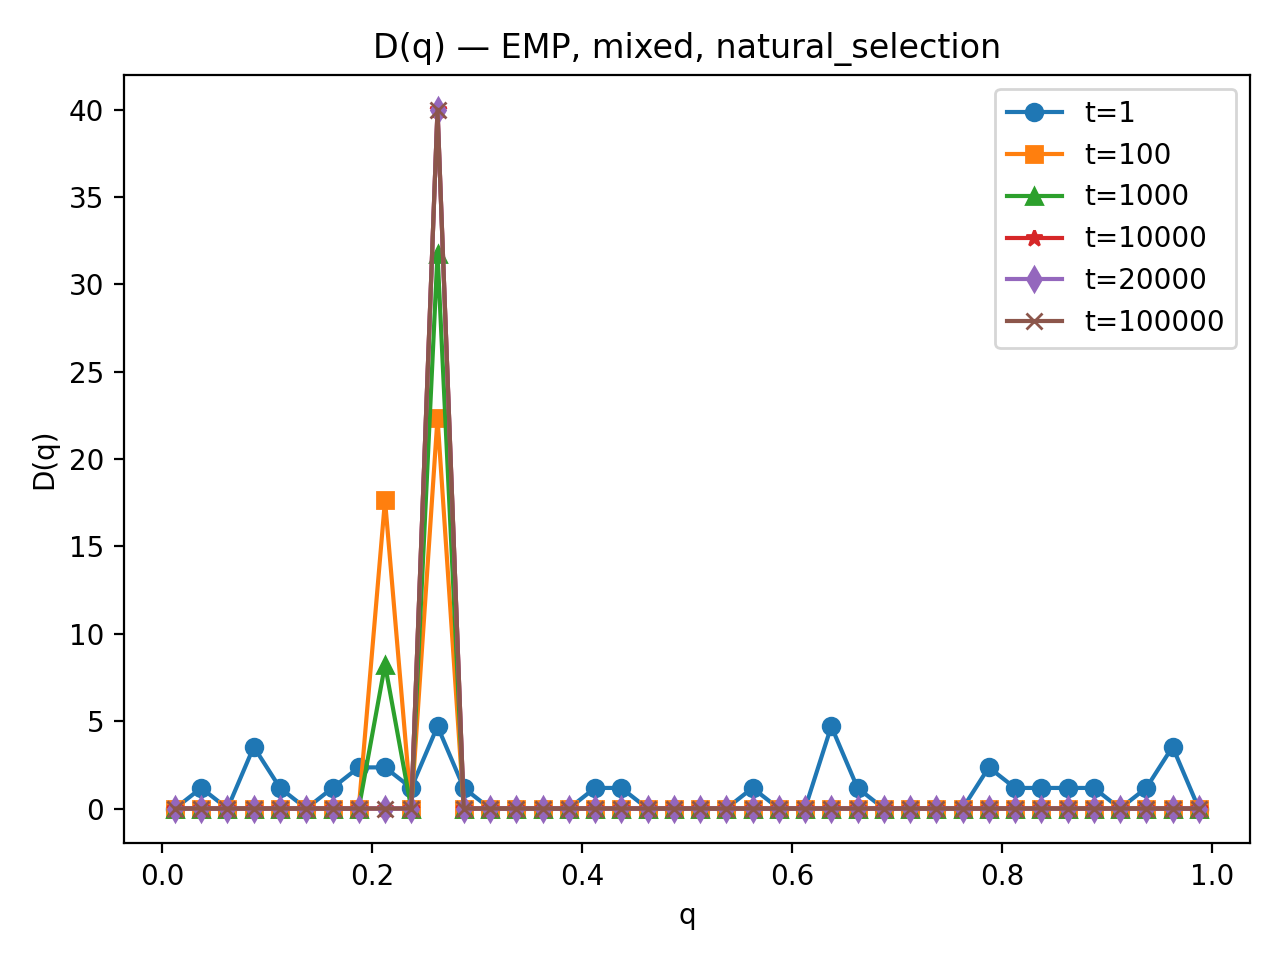 D(q) — EMP, mixed, natural_selection
40
35
30
25
20
15
10
5
0
D(q)
t=1
t=100
t=1000
t=10000
t=20000
t=100000
0.0 0.2 0.4 0.6 0.8 1.0
q